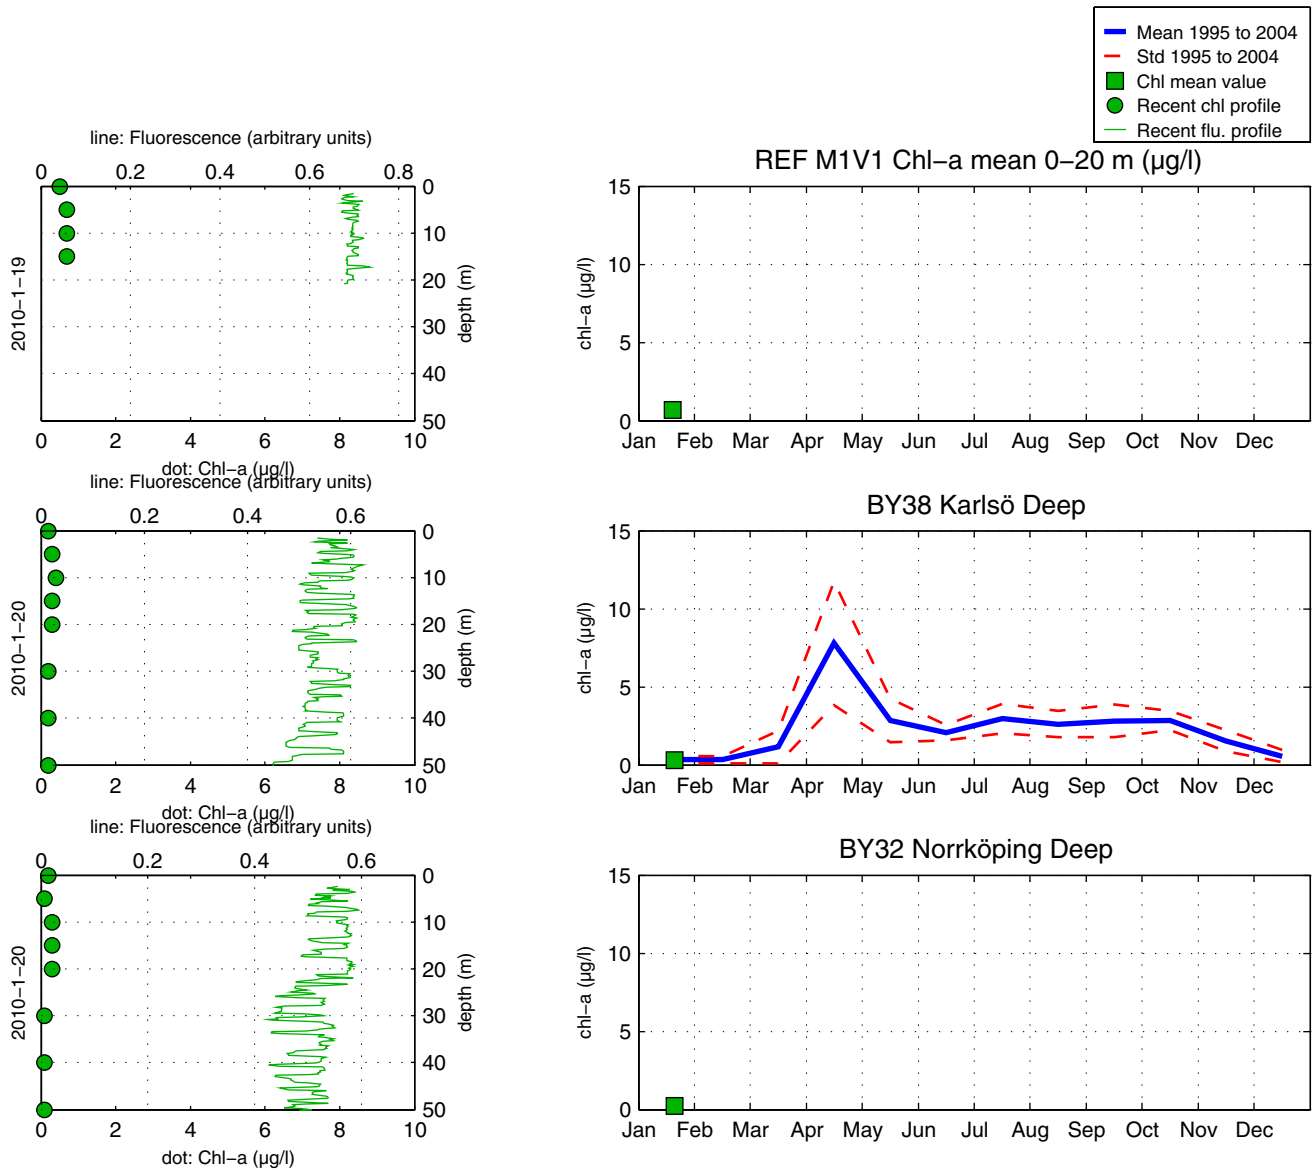 Mean 1995 to 2004
Std 1995 to 2004
Chl mean value
Recent chl profile
Recent flu. profile
line: Fluorescence (arbitrary units)
0 0.2 0.4 0.6 0.8
0
10
20
30
40
50
depth (m)
2010−1−19
0 2 4 6 8 10
dot: Chl−a (µg/l)
REF M1V1 Chl−a mean 0−20 m (µg/l)
15
10
5
0
chl−a (µg/l)
Jan Feb Mar Apr May Jun Jul Aug Sep Oct Nov Dec
line: Fluorescence (arbitrary units)
0 0.2 0.4 0.6
0
10
20
30
40
50
depth (m)
2010−1−20
0 2 4 6 8 10
dot: Chl−a (µg/l)
BY38 Karlsö Deep
15
10
5
0
chl−a (µg/l)
Jan Feb Mar Apr May Jun Jul Aug Sep Oct Nov Dec
line: Fluorescence (arbitrary units)
0 0.2 0.4 0.6
0
10
20
30
40
50
depth (m)
2010−1−20
0 2 4 6 8 10
dot: Chl−a (µg/l)
BY32 Norrköping Deep
15
10
5
0
chl−a (µg/l)
Jan Feb Mar Apr May Jun Jul Aug Sep Oct Nov Dec